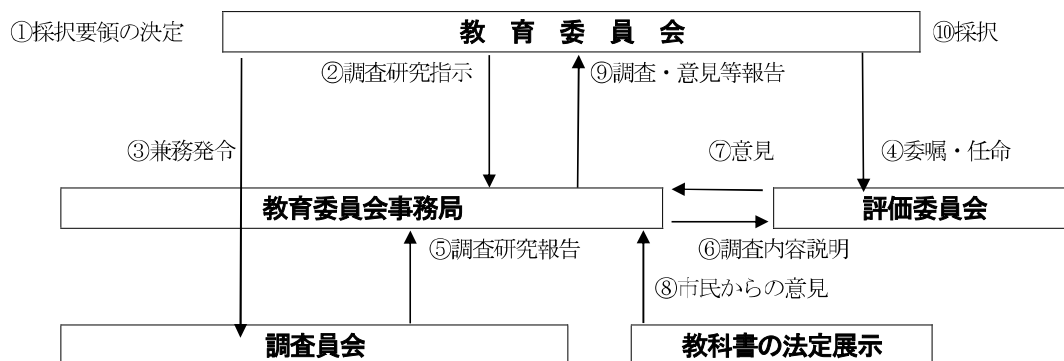 ①採択要領の決定
教 育 委 員 会
⑩採択
②調査研究指示
⑨調査・意見等報告
③兼務発令
⑦意見
④委嘱・任命
教育委員会事務局
評価委員会
⑤調査研究報告
⑥調査内容説明
⑧市民からの意見
調査員会
教科書の法定展示